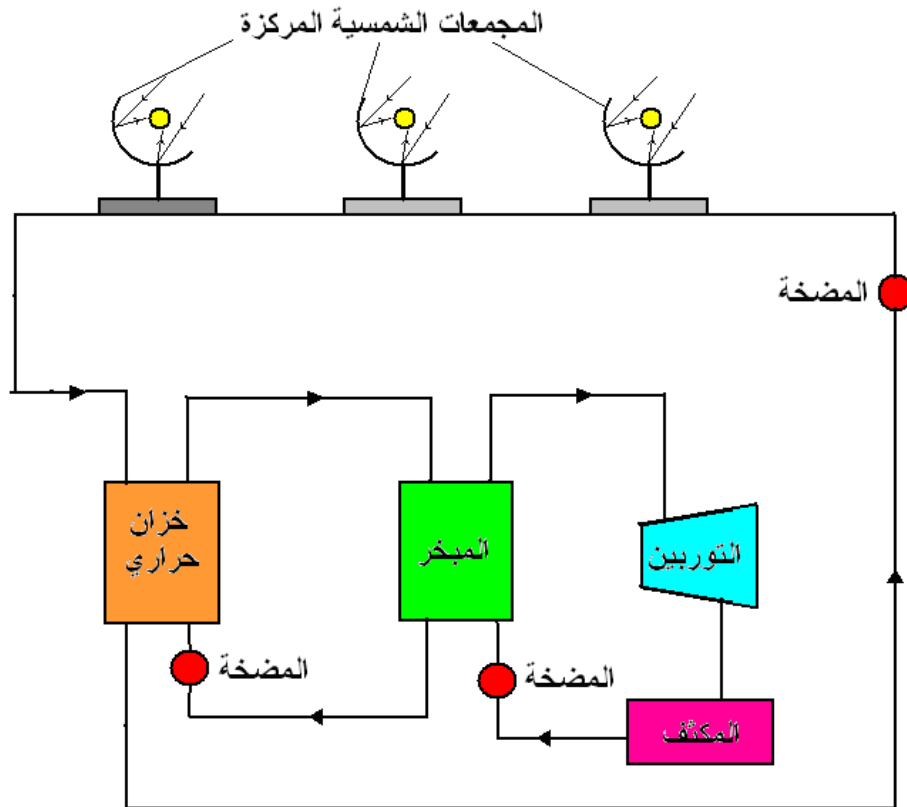 المجمعات الشمسية المركزة
المضخة
خزان
حراري
المبخر
التوربين
المضخة
المضخة
المكثف